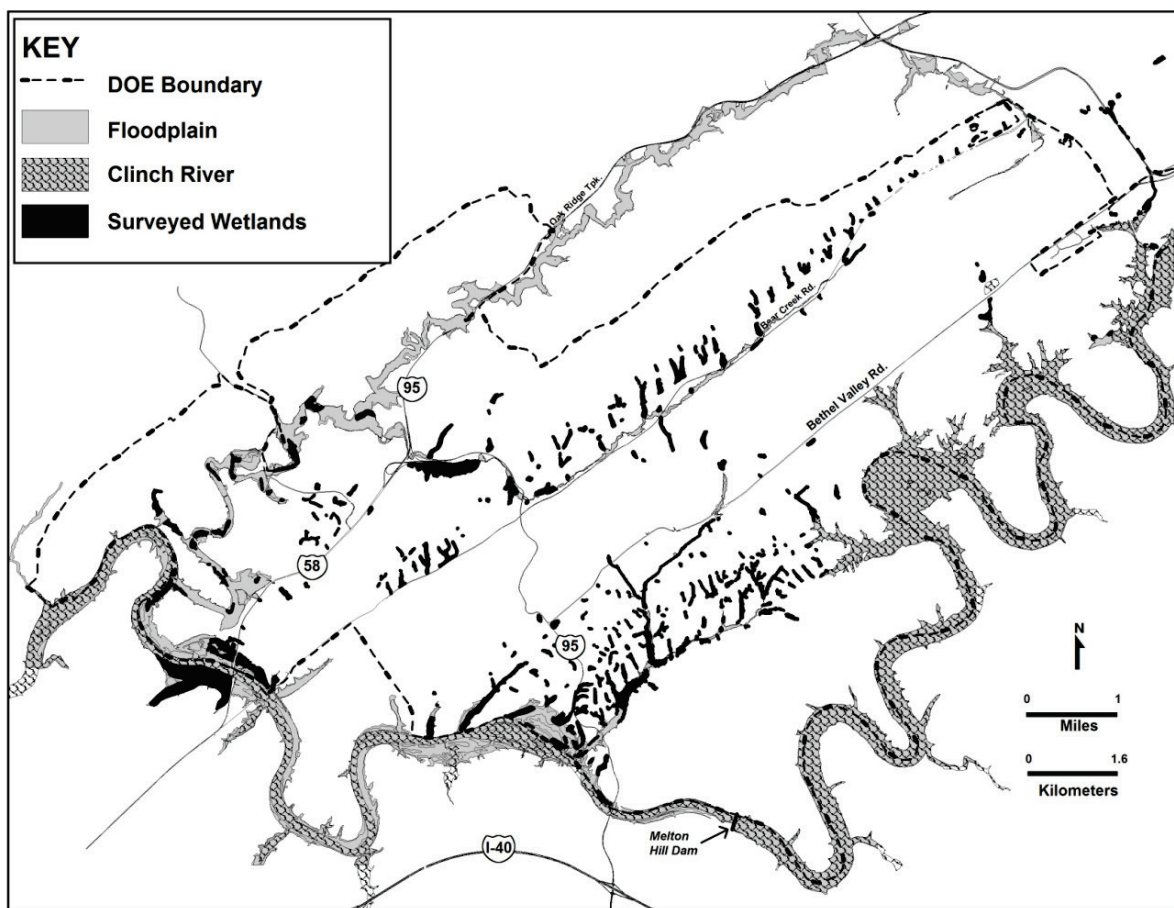 KEY
DOE Boundary
Floodplain
Clinch River
Surveyed Wetlands
Oak Ridge Tpk.
Bear Creek Rd.
95
Bethel Valley Rd.
58
95
N
0 1
Miles
0 1.6
Kilometers
Melton
Hill Dam
I-40